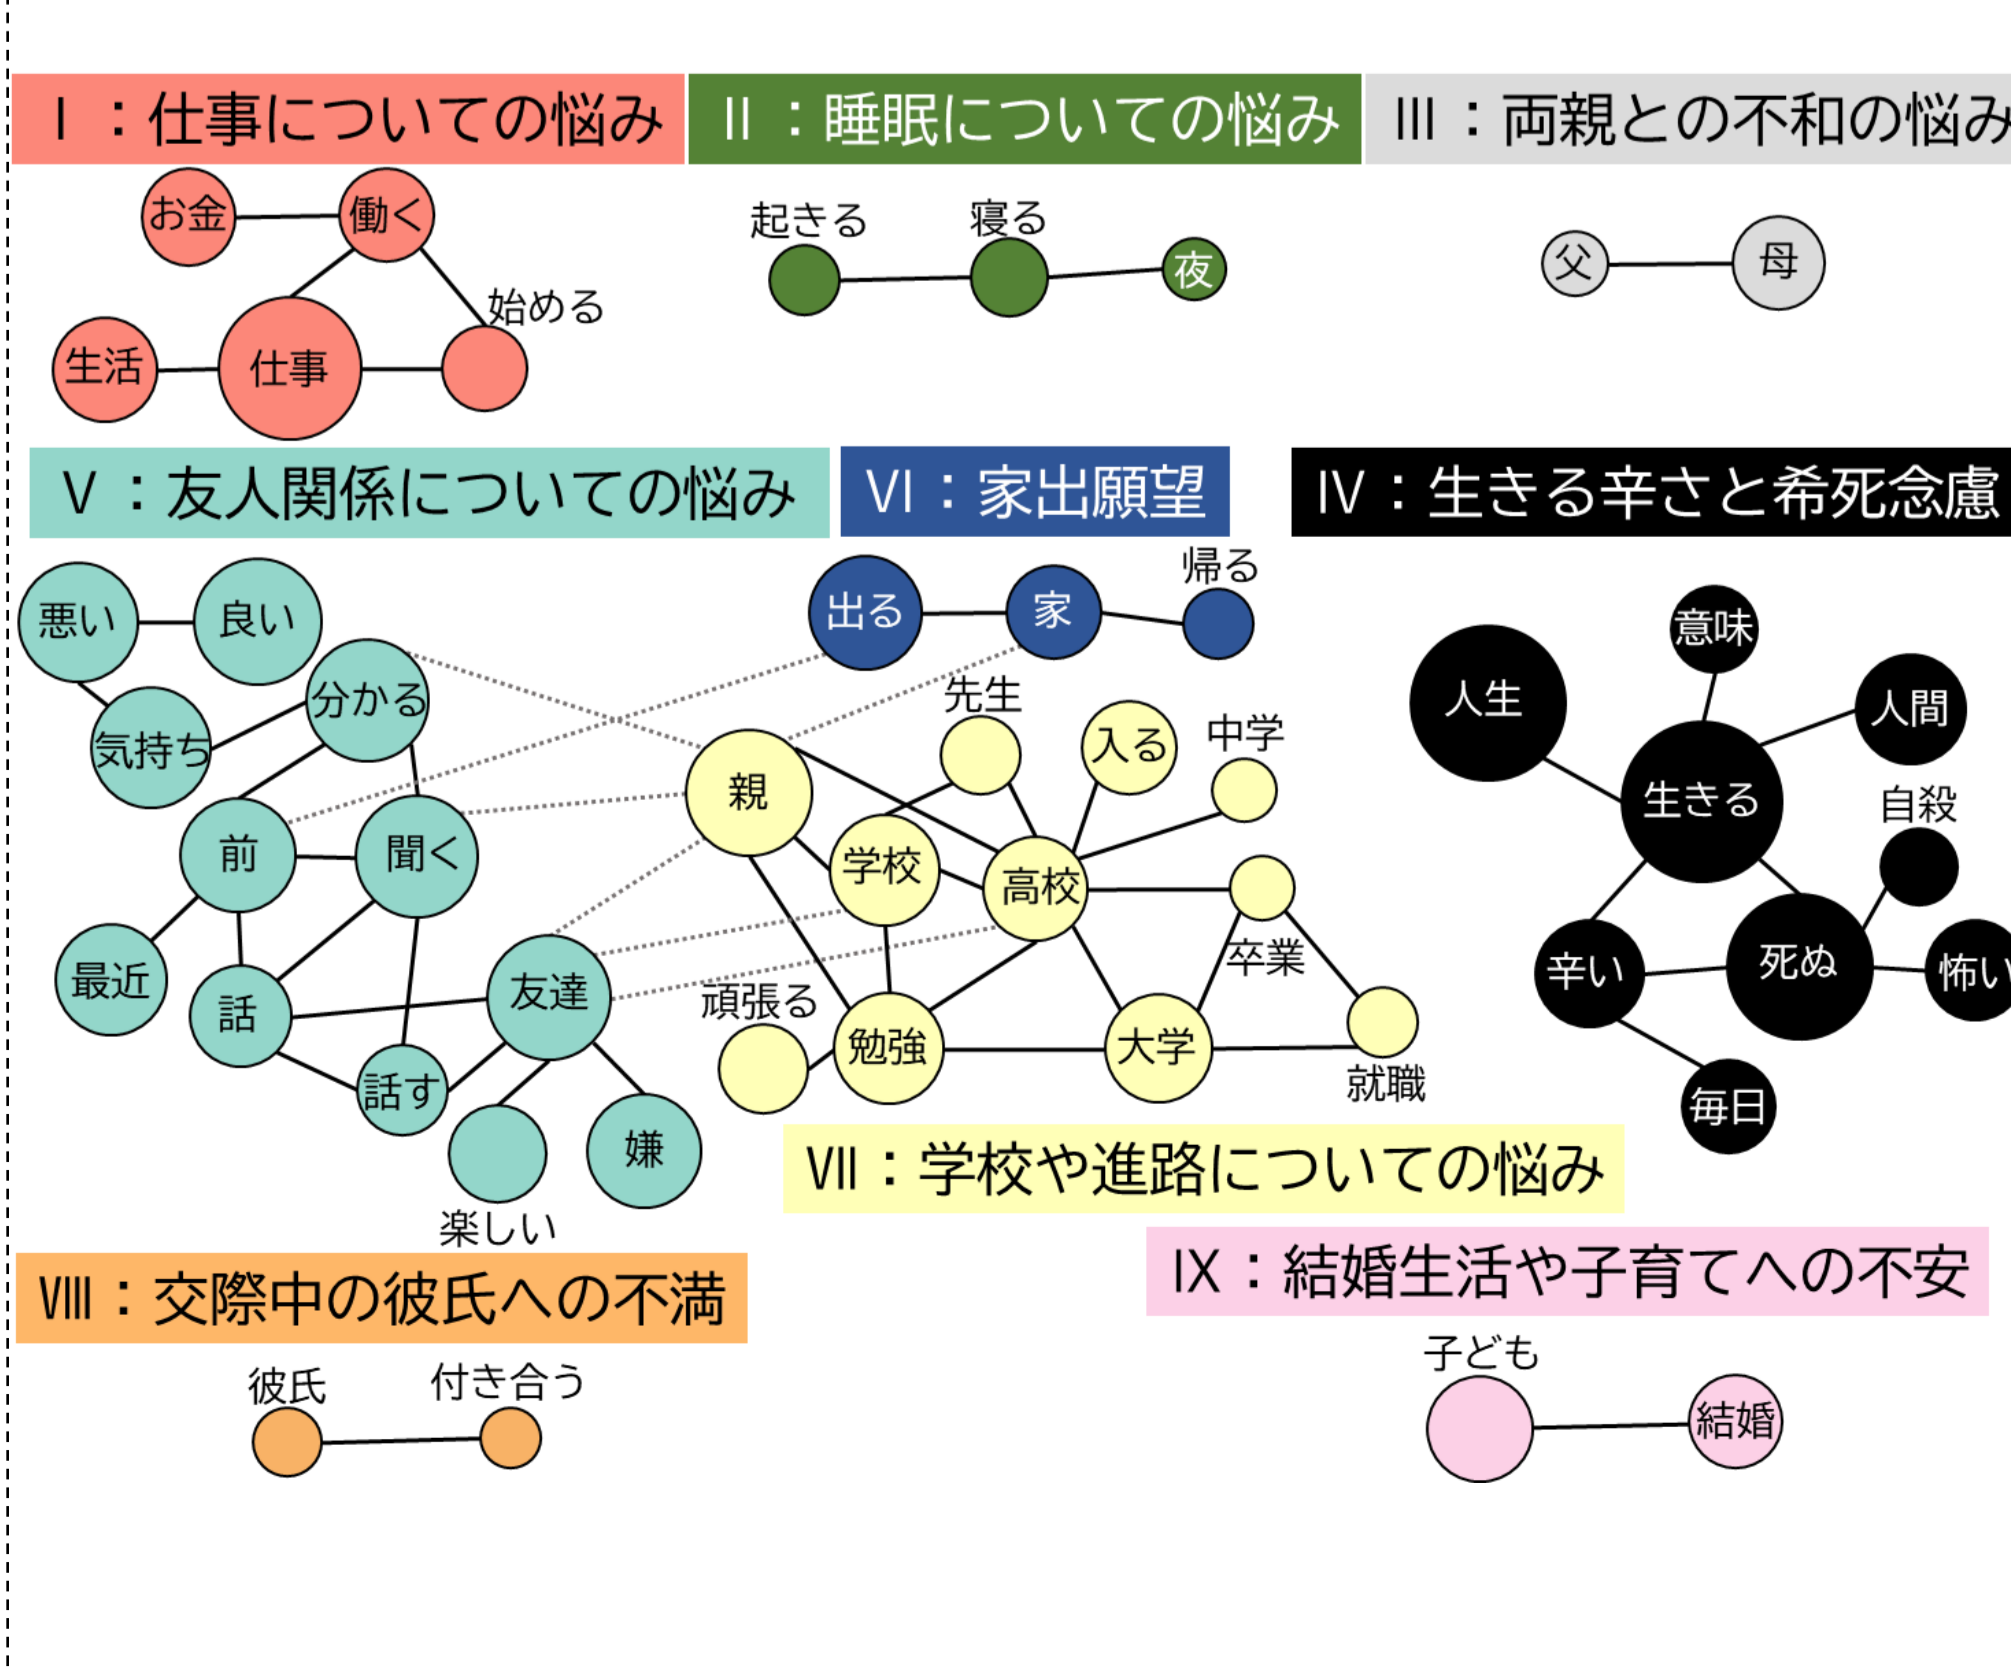 Ⅰ：仕事についての悩み
Ⅱ：睡眠についての悩み
Ⅲ：両親との不和の悩み
お金
働く
始める
生活
仕事
起きる
寝る
夜
父
母
Ⅴ：友人関係についての悩み
Ⅵ：家出願望
Ⅳ：生きる辛さと希死念慮
悪い
良い
分かる
気持ち
前
聞く
最近
話
友達
話す
楽しい
嫌
出る
家
帰る
親
先生
入る
中学
学校
高校
卒業
頑張る
勉強
大学
就職
意味
人生
人間
生きる
自殺
辛い
死ぬ
怖い
毎日
Ⅶ：学校や進路についての悩み
Ⅷ：交際中の彼氏への不満
Ⅸ：結婚生活や子育てへの不安
彼氏
付き合う
子ども
結婚